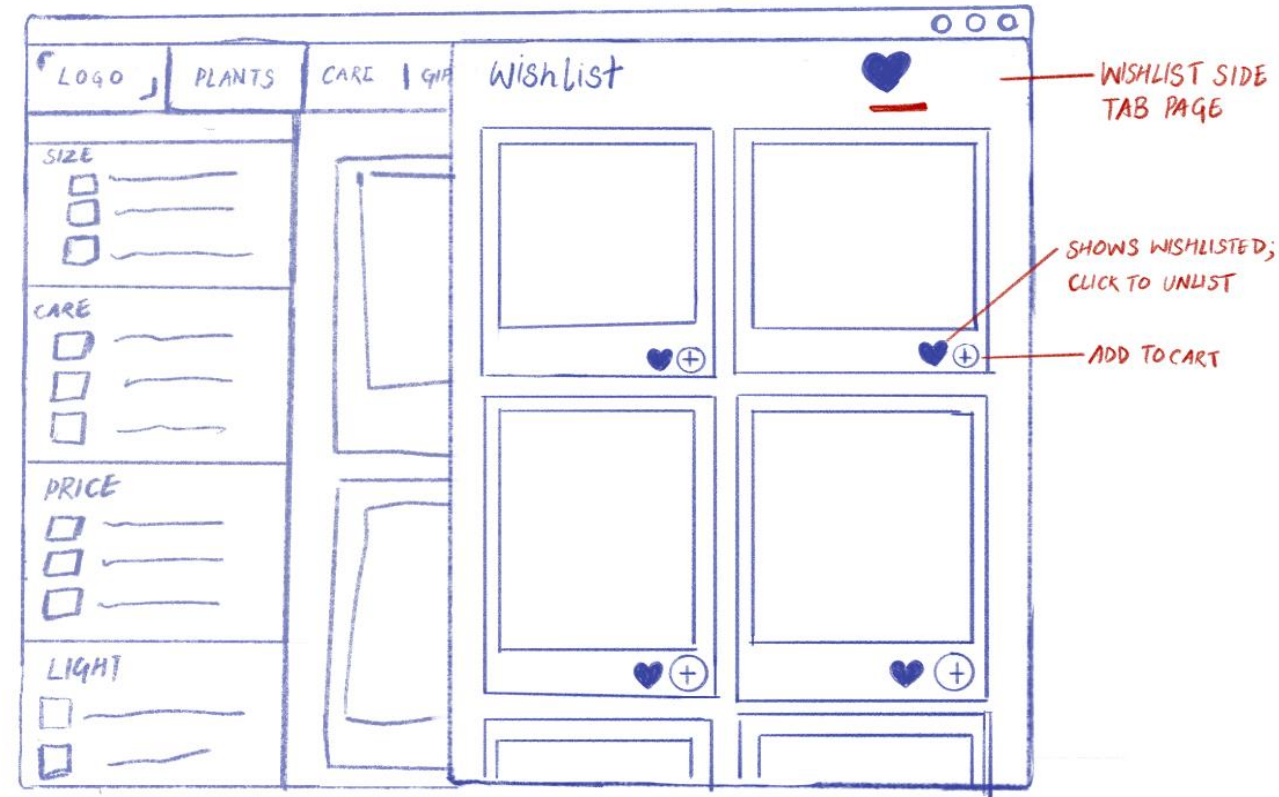 LOGO
PLANTS
CARE
GIF
Wishlist
SIZE
CARE
PRICE
LIGHT
WISHLIST SIDE
TAB PAGE
SHOWS WISHLISTED;
CLICK TO UNLIST
ADD TO CART